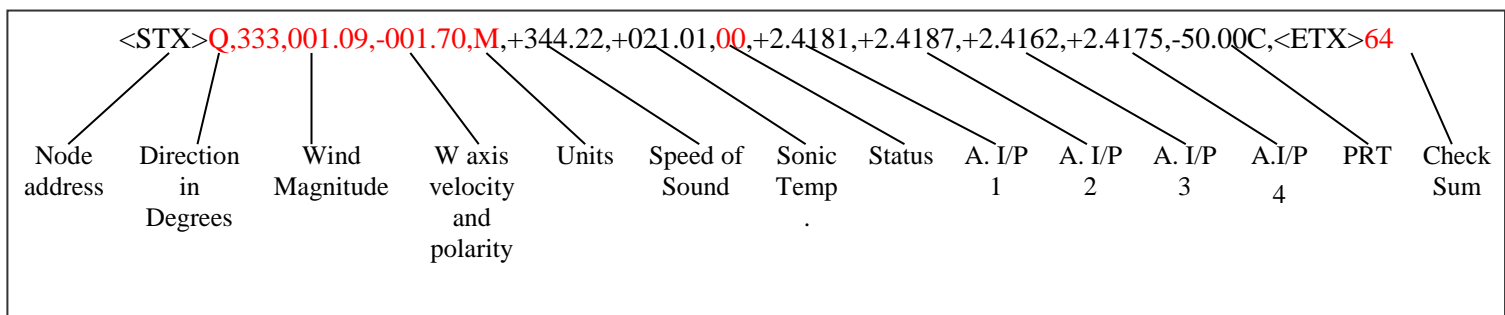 <STX>Q,333,001.09,-001.70,M,+344.22,+021.01,00,+2.4181,+2.4187,+2.4162,+2.4175,-50.00C,<ETX>64
Node address
Direction in Degrees
Wind Magnitude
W axis velocity and polarity
Units
Speed of Sound
Sonic Temp .
Status
A. I/P 1
A. I/P 2
A. I/P 3
A.I/P 4
PRT
Check Sum